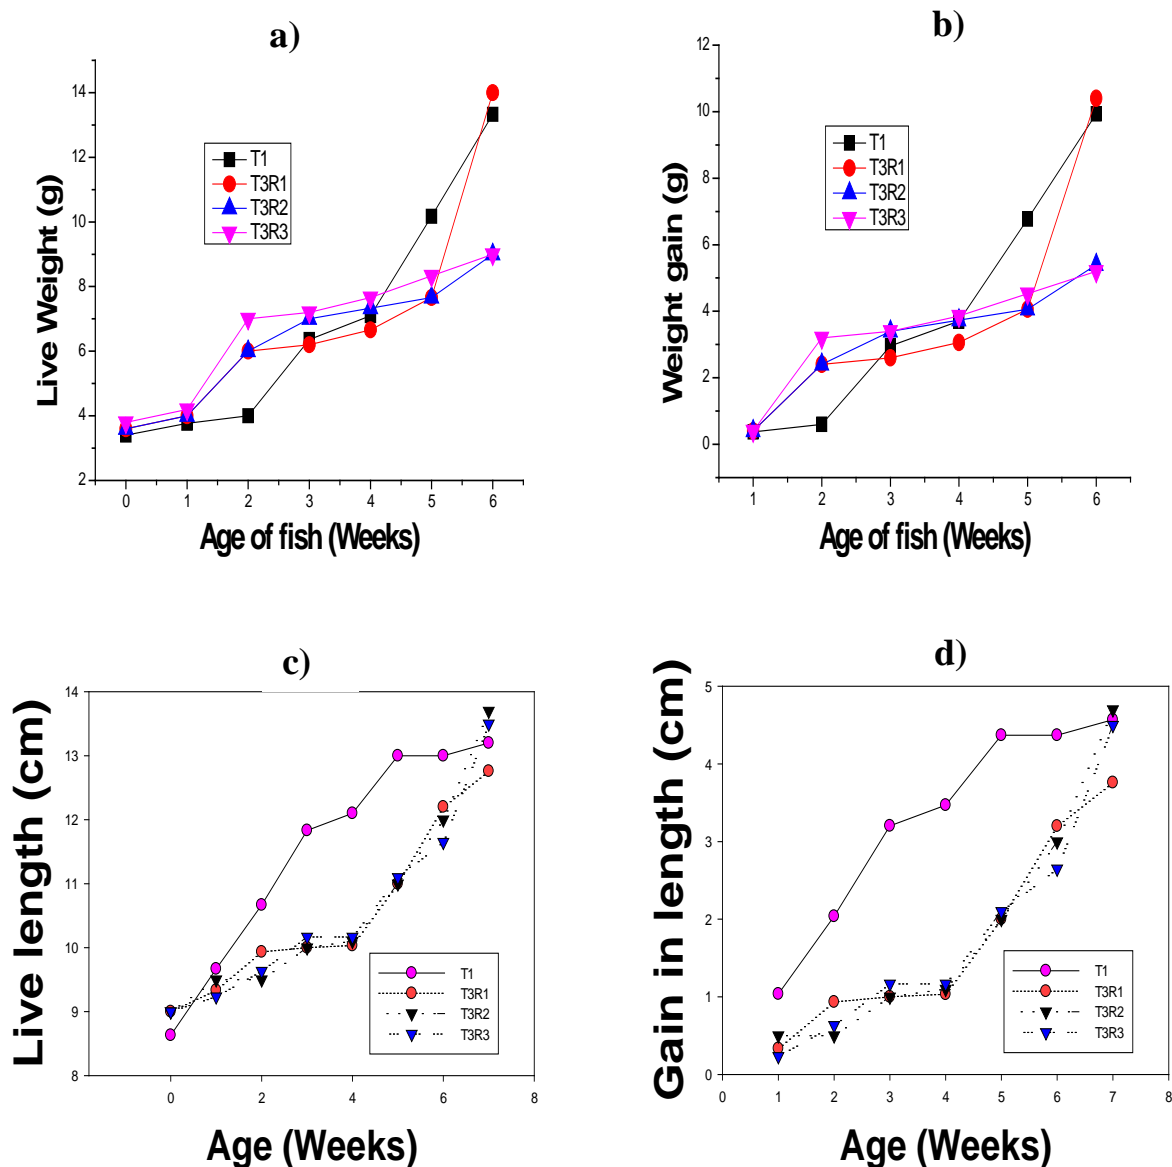 a)
Live Weight (g)
14
12
10
8
6
4
2
T1
T3R1
T3R2
T3R3
0 1 2 3 4 5 6
Age of fish (Weeks)
b)
Weight gain (g)
12
10
8
6
4
2
0
T1
T3R1
T3R2
T3R3
1 2 3 4 5 6
Age of fish (Weeks)
c)
Live length (cm)
14
13
12
11
10
9
8
T1
T3R1
T3R2
T3R3
0 2 4 6 8
Age (Weeks)
d)
Gain in length (cm)
5
4
3
2
1
0
T1
T3R1
T3R2
T3R3
0 1 2 3 4 5 6 7 8
Age (Weeks)